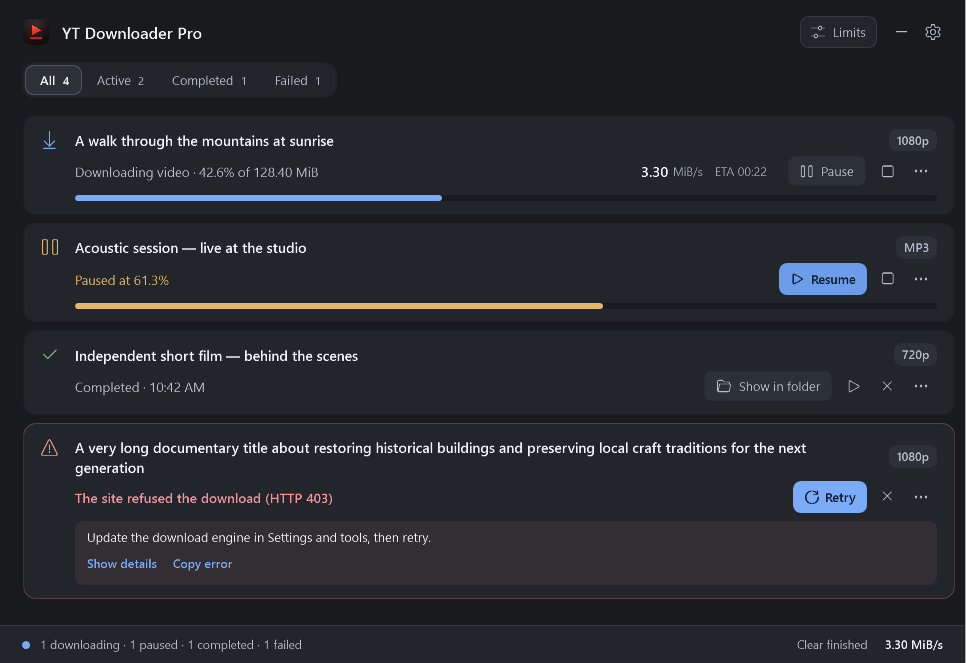 YT Downloader Pro
Limits
All 4
Active 2
Completed 1
Failed 1
A walk through the mountains at sunrise
1080p
Downloading video · 42.6% of 128.40 MiB
3.30 MiB/s
ETA 00:22
Pause
Acoustic session — live at the studio
MP3
Paused at 61.3%
Resume
Independent short film — behind the scenes
720p
Completed · 10:42 AM
Show in folder
A very long documentary title about restoring historical buildings and preserving local craft traditions for the next
generation
1080p
The site refused the download (HTTP 403)
Retry
Update the download engine in Settings and tools, then retry.
Show details
Copy error
1 downloading · 1 paused · 1 completed · 1 failed
Clear finished
3.30 MiB/s